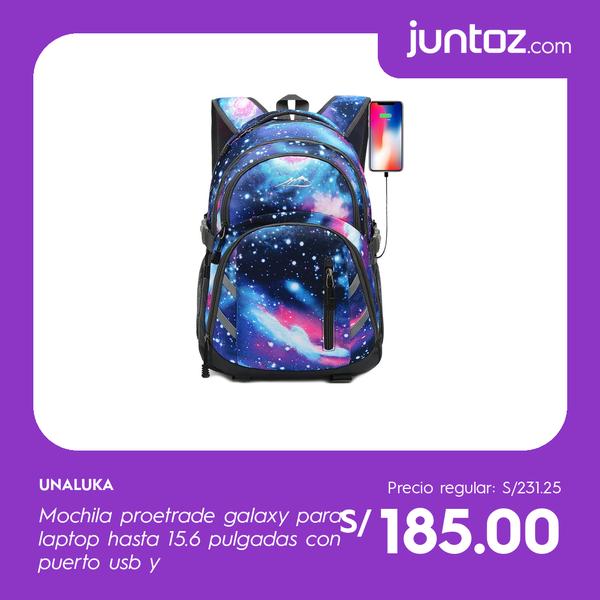 juntoz.com
UNALUKA
Precio regular: S/231.25
Mochila proetrade galaxy para
laptop hasta 15.6 pulgadas con
puerto usb y
S/185.00